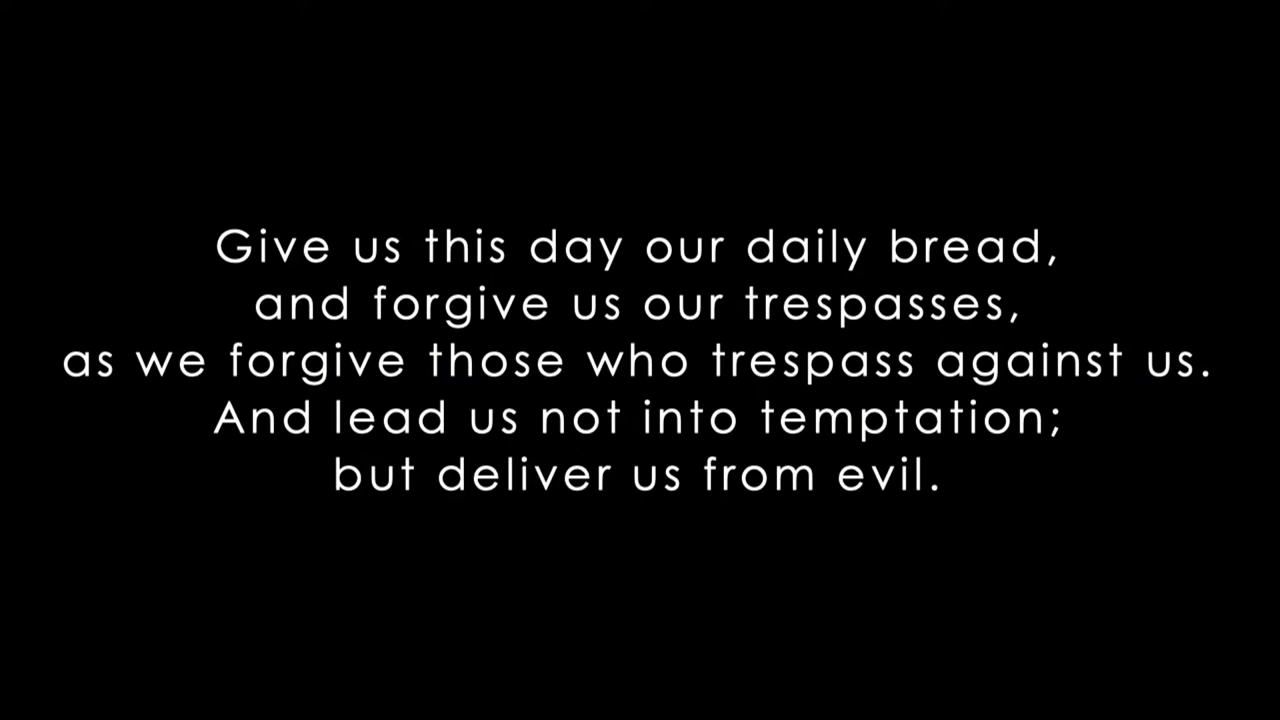 Give us this day our daily bread,
and forgive us our trespasses,
as we forgive those who trespass against us.
And lead us not into temptation;
but deliver us from evil.